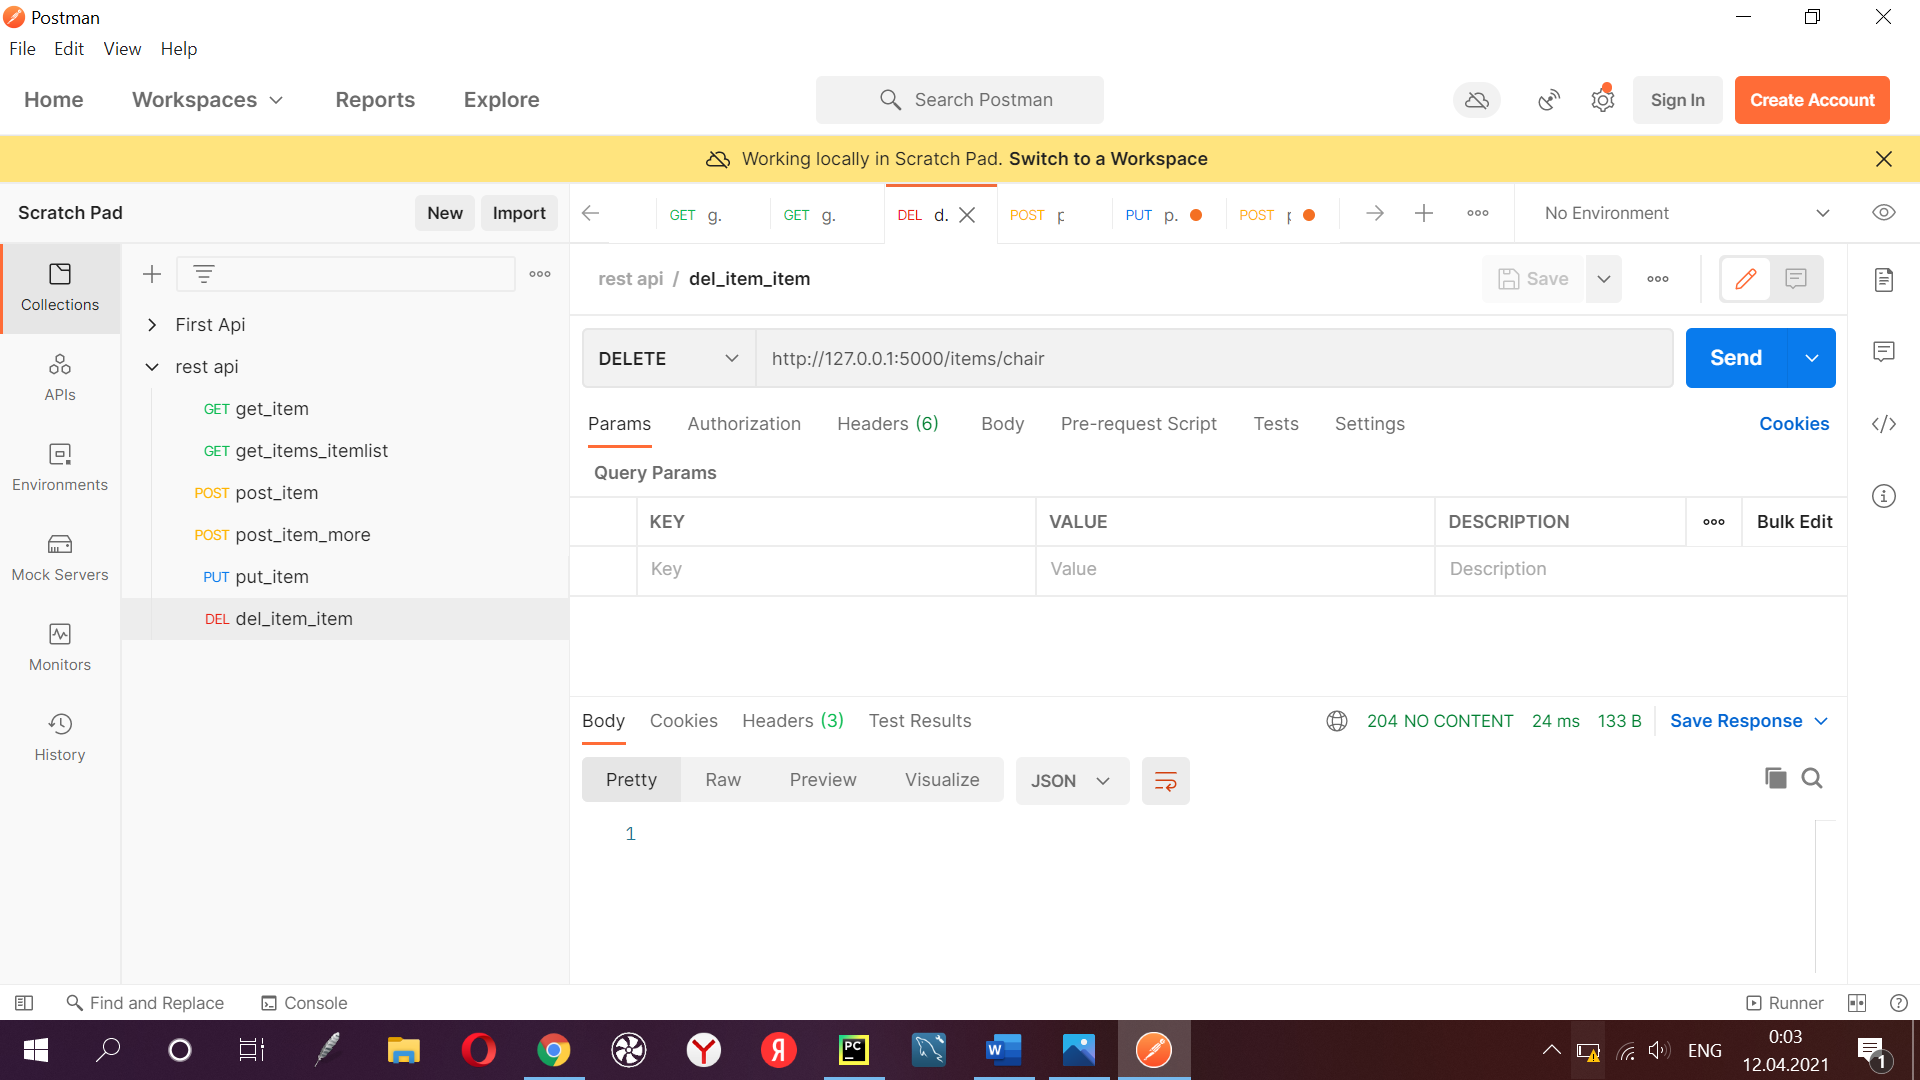 Postman
File Edit View Help
Home Workspaces Reports Explore Search Postman Sign In Create Account
Working locally in Scratch Pad. Switch to a Workspace
Scratch Pad New Import GET g. GET g. DEL d. POST p PUT p. POST p No Environment
Collections
rest api / del_item_item Save
First Api
rest api
DELETE http://127.0.0.1:5000/items/chair Send
APIs
GET get_item
Params Authorization Headers (6) Body Pre-request Script Tests Settings Cookies
GET get_items_itemlist
Query Params
Environments
POST post_item
KEY VALUE DESCRIPTION Bulk Edit
POST post_item_more
Key Value Description
Mock Servers
PUT put_item
DEL del_item_item
Monitors
Body Cookies Headers (3) Test Results 204 NO CONTENT 24 ms 133 B Save Response
History
Pretty Raw Preview Visualize JSON
1
Find and Replace Console Runner
Y Я PC W ENG 0:03
12.04.2021 1